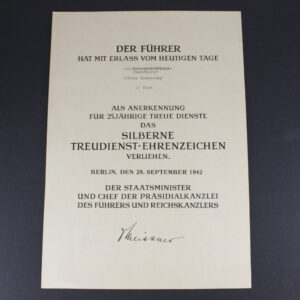 DER FÜHRER
HAT MIT ERLASS VOM HEUTIGEN TAGE
ALS ANERKENNUNG
FÜR 25JÄHRIGE TREUE DIENSTE
DAS
SILBERNE
TREUDIENST-EHRENZEICHEN
VERLIEHEN.
BERLIN, DEN 28. SEPTEMBER 1942
DER STAATSMINISTER
UND CHEF DER PRÄSIDIALKANZLEI
DES FÜHRERS UND REICHSKANZLERS
Meissner